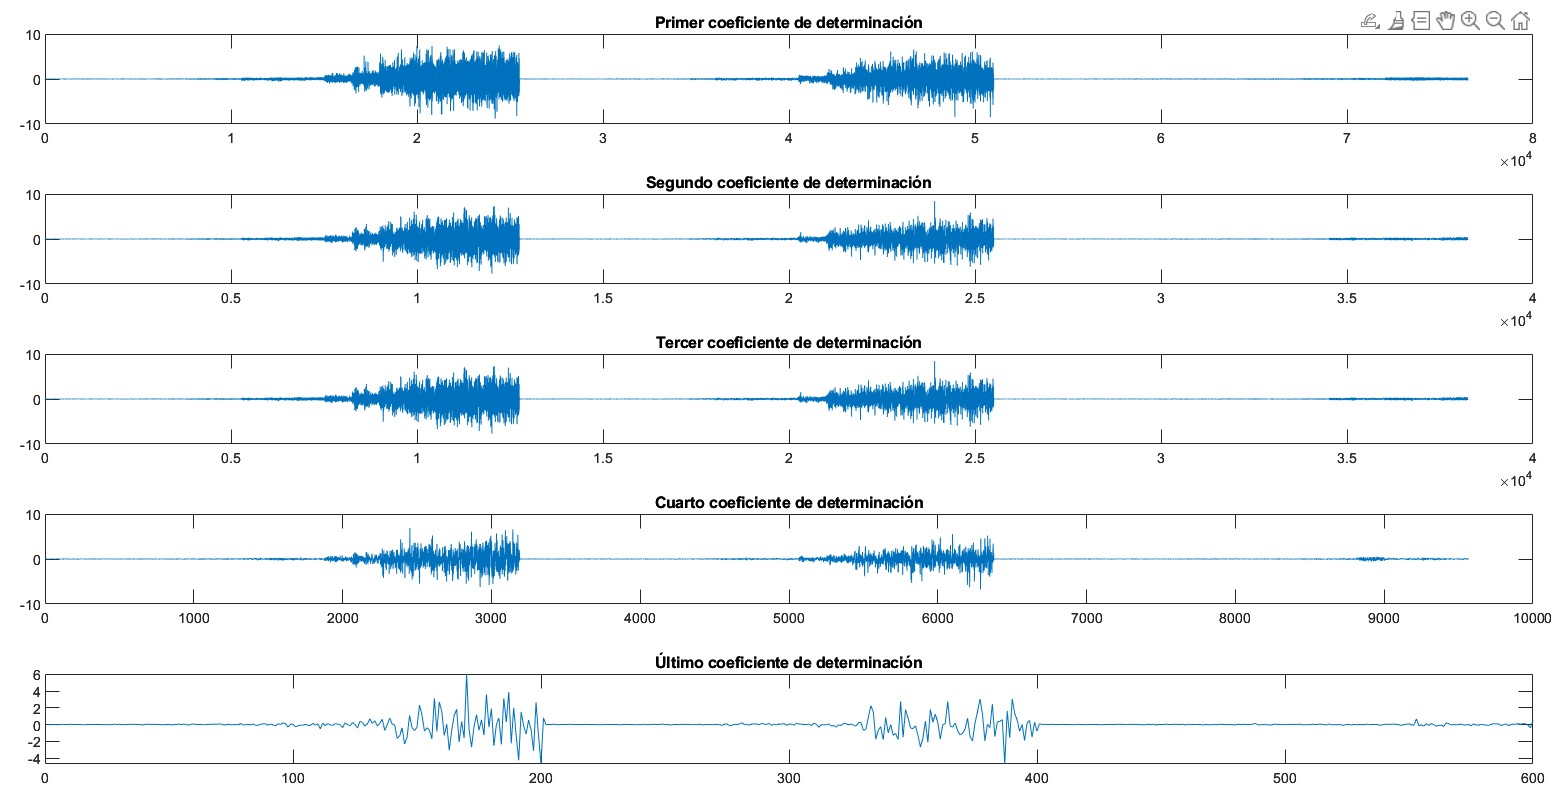 Primer coeficiente de determinación
10
0
-10
0 1 2 3 4 5 6 7 8
×10^4
Segundo coeficiente de determinación
10
0
-10
0 0.5 1 1.5 2 2.5 3 3.5 4
×10^4
Tercer coeficiente de determinación
10
0
-10
0 0.5 1 1.5 2 2.5 3 3.5 4
×10^4
Cuarto coeficiente de determinación
10
0
-10
0 1000 2000 3000 4000 5000 6000 7000 8000 9000 10000
Último coeficiente de determinación
6
4
2
0
-2
-4
0 100 200 300 400 500 600